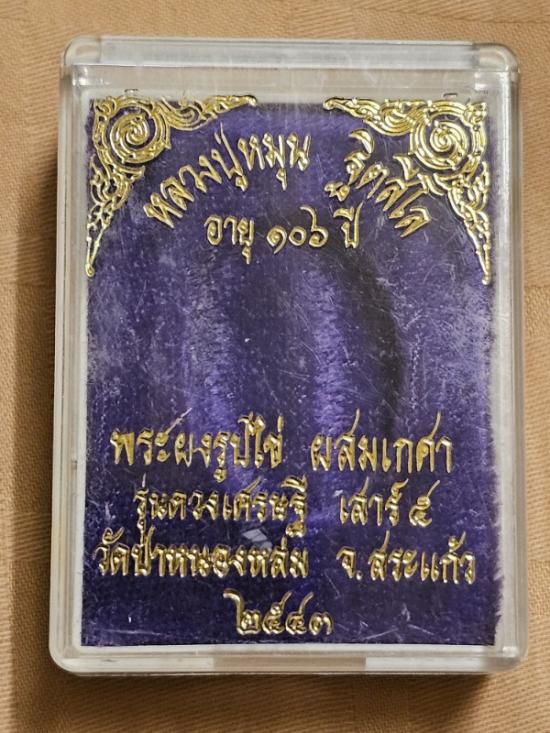 หลวงปู่หมุน ฐิตสีโล
อายุ ๑๐๖ ปี
พระผงรูปไข่ ผสมเกศา
รุ่นดวงเศรษฐี เสาร์ ๕
วัดป่าหนองหล่ม จ.สระแก้ว
๒๕๔๓